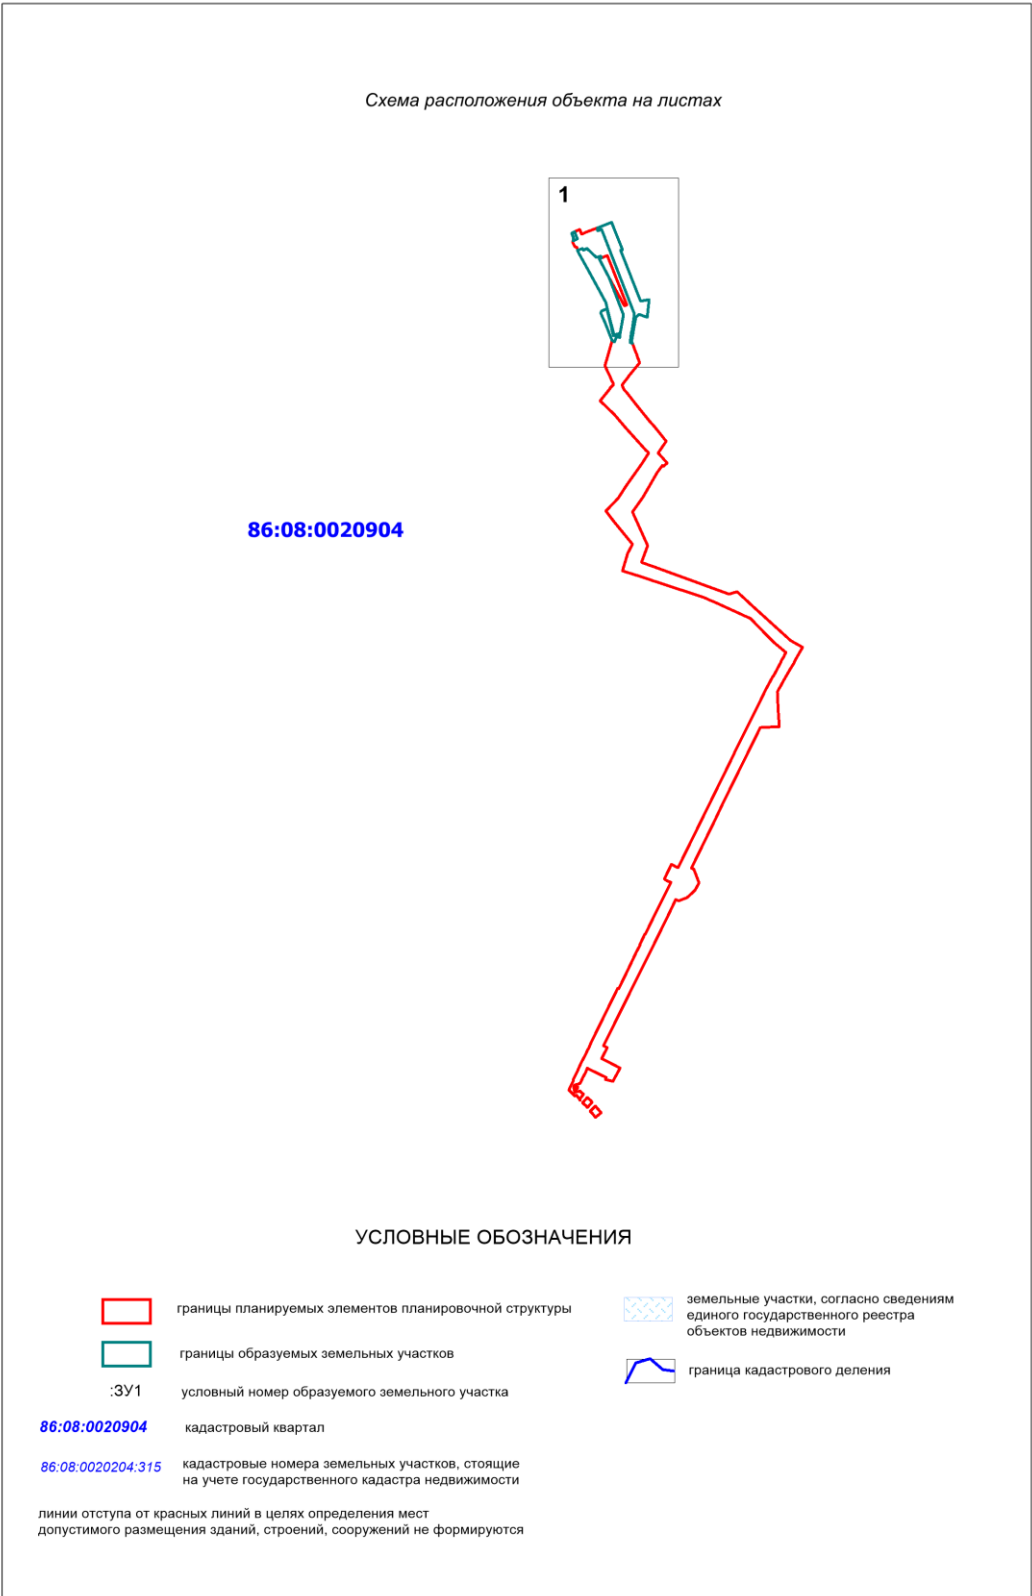 Схема расположения объекта на листах
1
86:08:0020904
УСЛОВНЫЕ ОБОЗНАЧЕНИЯ
границы планируемых элементов планировочной структуры
границы образуемых земельных участков
:ЗУ1 условный номер образуемого земельного участка
86:08:0020904 кадастровый квартал
86:08:0020204:315 кадастровые номера земельных участков, стоящие
на учете государственного кадастра недвижимости
линии отступа от красных линий в целях определения мест
допустимого размещения зданий, строений, сооружений не формируются
земельные участки, согласно сведениям
единого государственного реестра
объектов недвижимости
граница кадастрового деления